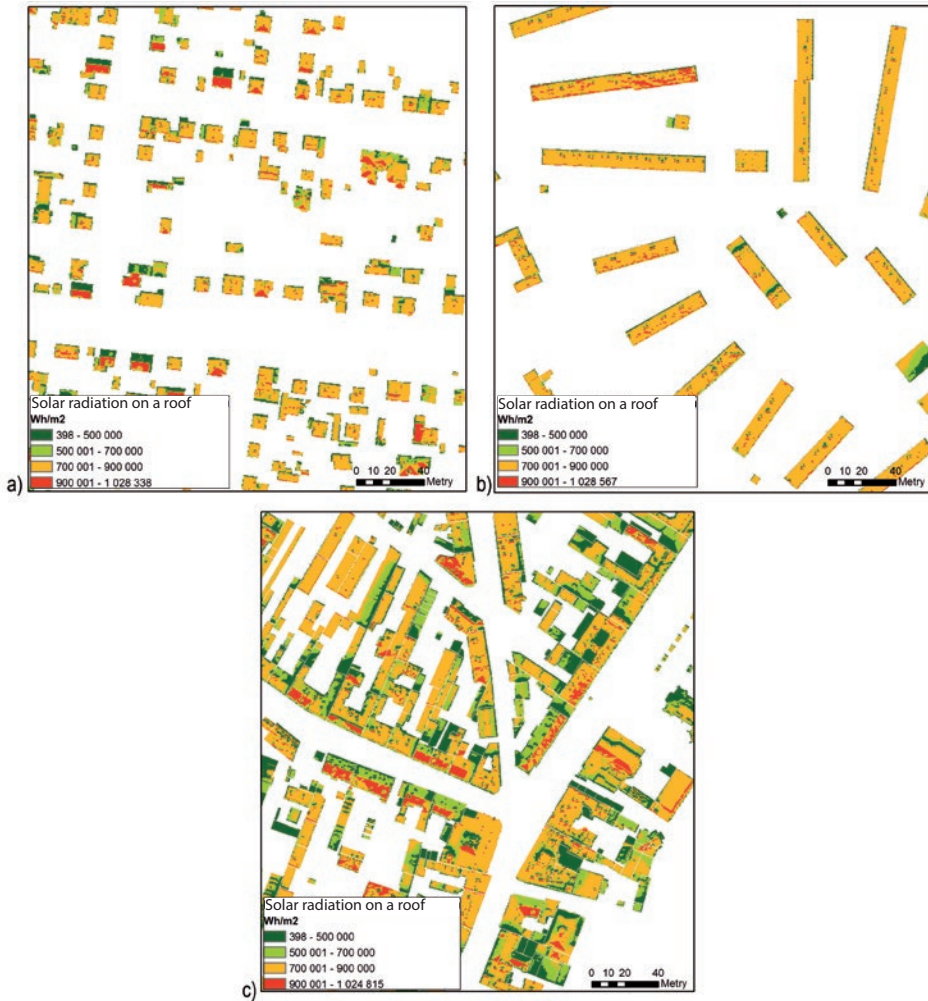 Solar radiation on a roof
Wh/m2
398 - 500 000
500 001 - 700 000
700 001 - 900 000
900 001 - 1 028 338
0 10 20 40
Metry
a)
Solar radiation on a roof
Wh/m2
398 - 500 000
500 001 - 700 000
700 001 - 900 000
900 001 - 1 028 567
0 10 20 40
Metry
b)
Solar radiation on a roof
Wh/m2
398 - 500 000
500 001 - 700 000
700 001 - 900 000
900 001 - 1 024 815
0 10 20 40
Metry
c)